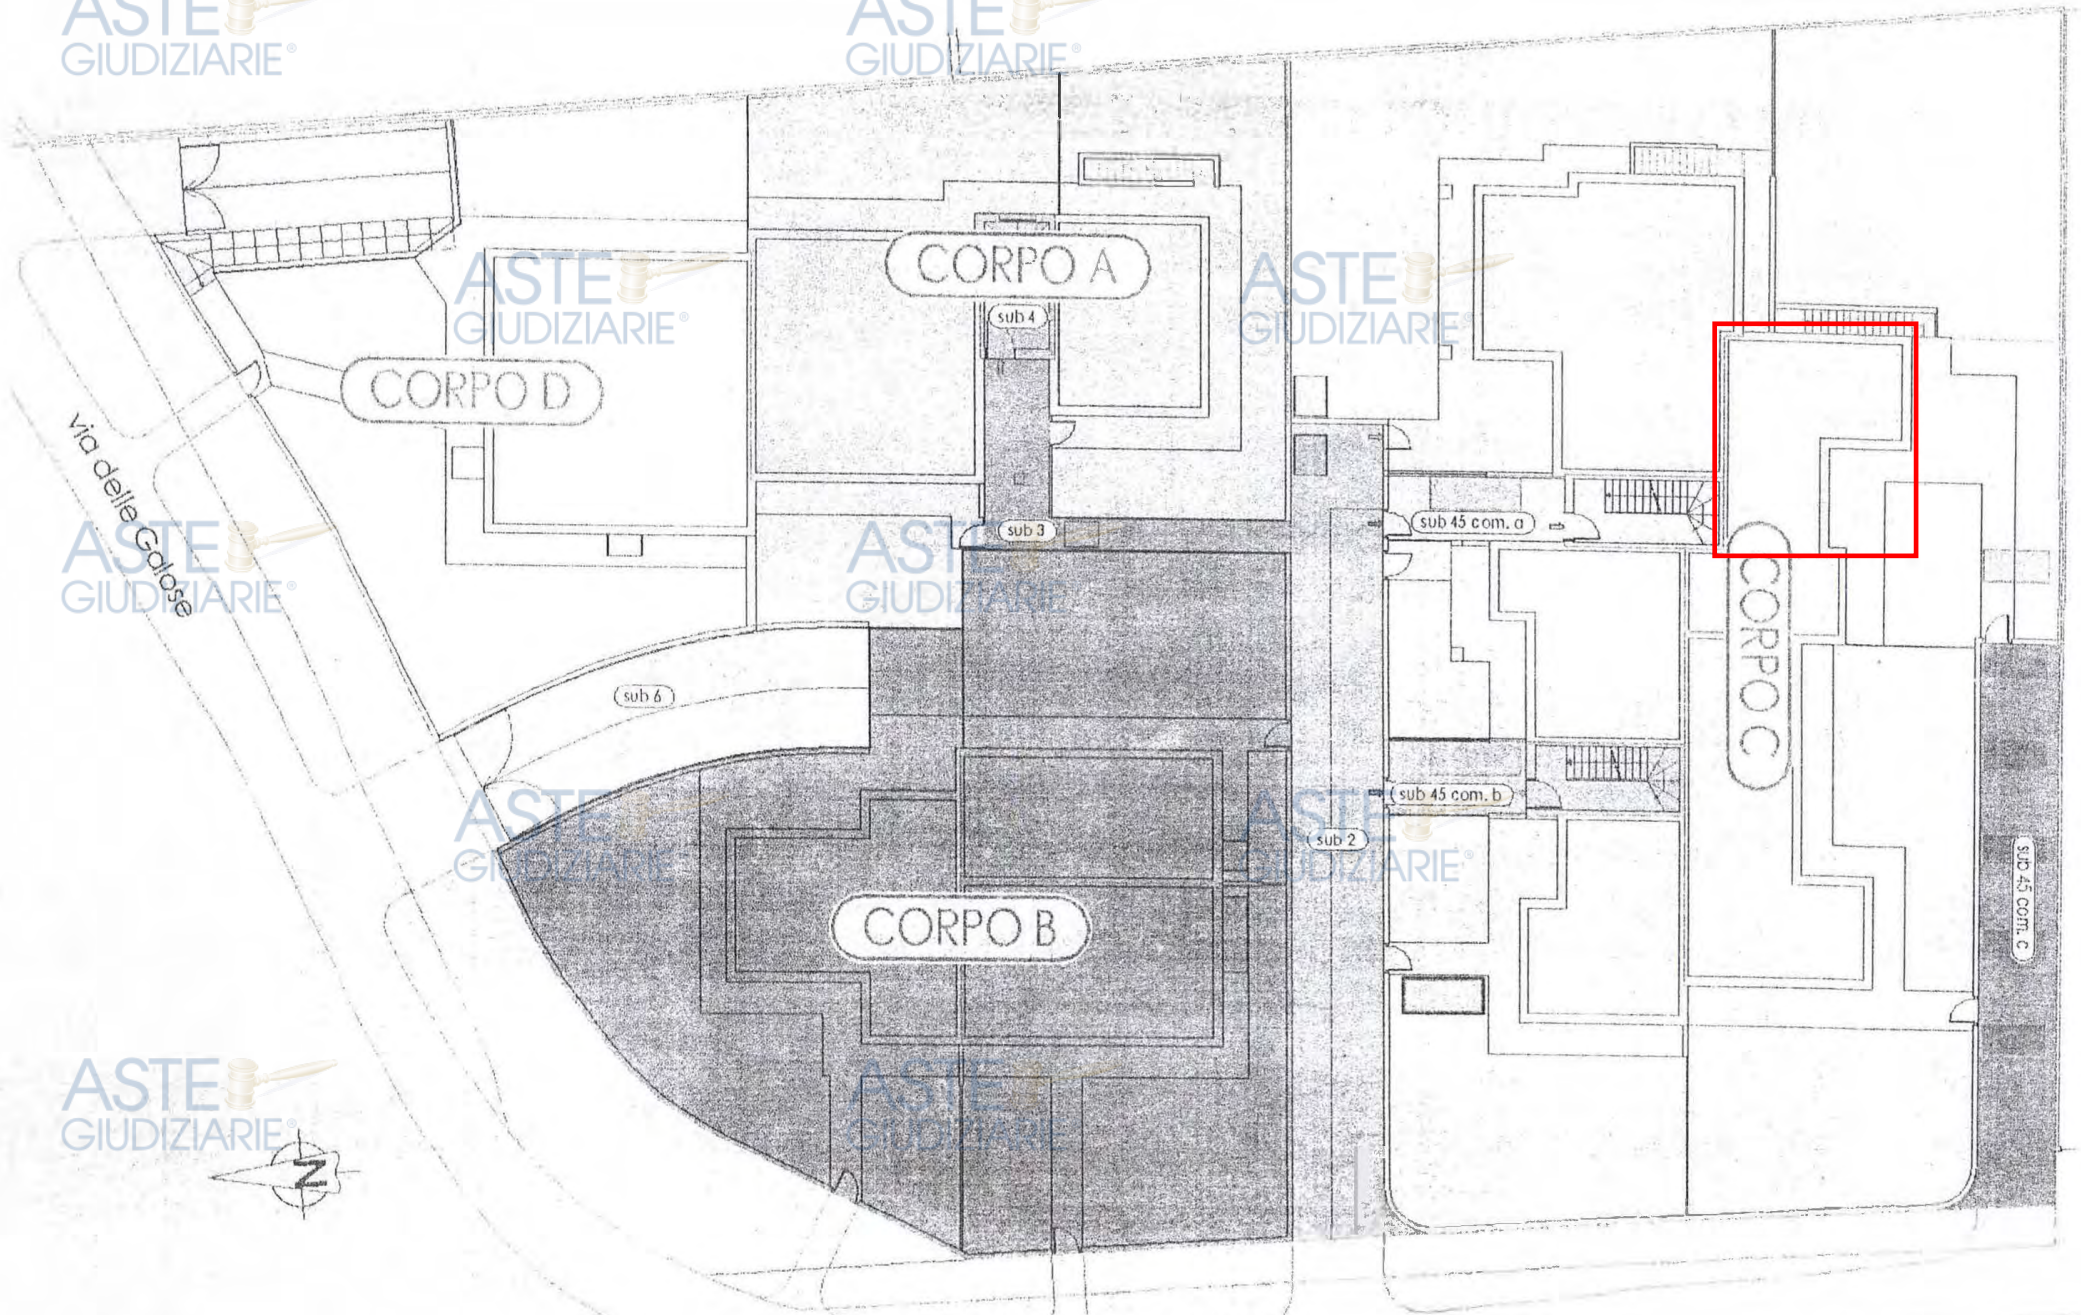 ASTE
GIUDIZIARIE®
ASTE
GIUDIZIARIE®
CORPO A
ASTE
GIUDIZIARIE®
ASTE
GIUDIZIARIE®
sub 4
CORPO D
via delle Galose
ASTE
GIUDIZIARIE®
ASTE
GIUDIZIARIE
sub 3
sub 45 com. a
CORPO C
sub 6
ASTE
GIUDIZIARIE
ASTE
GIUDIZIARIE®
sub 45 com. b
sub 2
sub 45 com. c
CORPO B
ASTE
GIUDIZIARIE®
ASTE
GIUDIZIARIE®
N